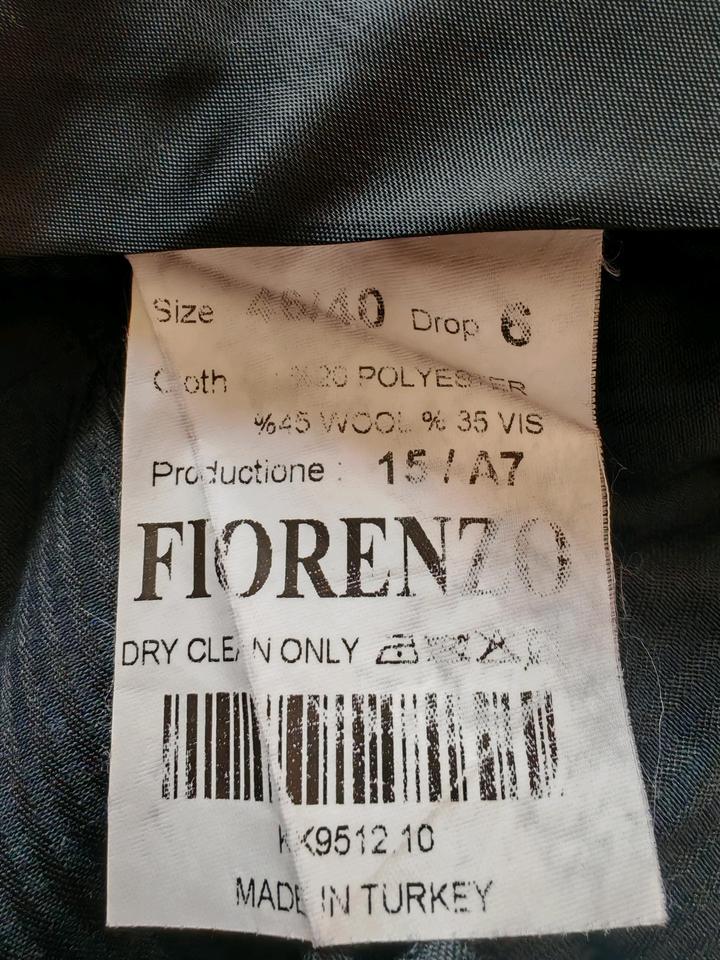 Size 46/40 Drop 6
Cloth : %20 POLYESTER
%45 WOOL % 35 VIS
Productione : 15 / A7
FIORENZO
DRY CLEAN ONLY
KK9512.10
MADE IN TURKEY